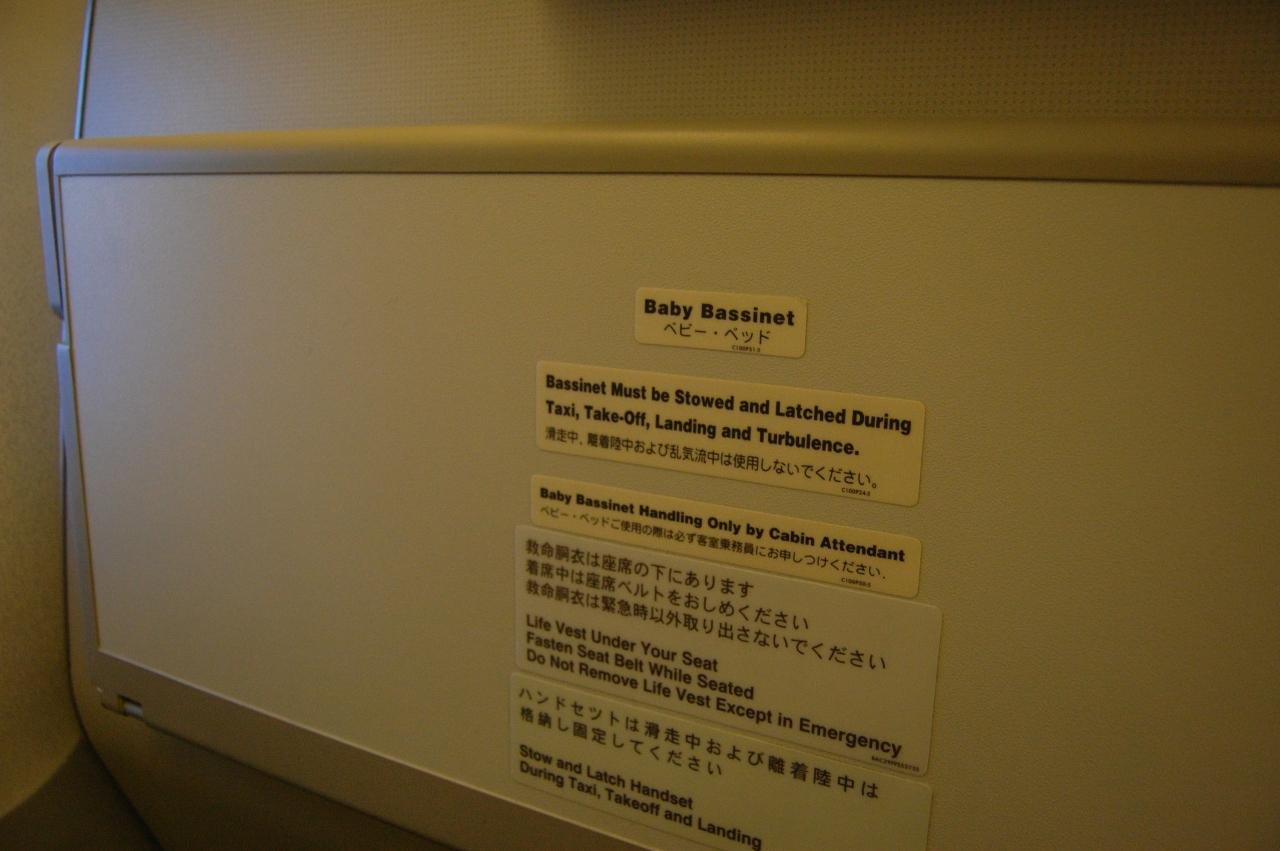 Baby Bassinet
ベビー・ベッド
Bassinet Must be Stowed and Latched During
Taxi, Take-Off, Landing and Turbulence.
滑走中、離着陸中および乱気流中は使用しないでください。
Baby Bassinet Handling Only by Cabin Attendant
ベビー・ベッドご使用の際は必ず客室乗務員にお申しつけください.
救命胴衣は座席の下にあります
着席中は座席ベルトをおしめください
救命胴衣は緊急時以外取り出さないでください
Life Vest Under Your Seat
Fasten Seat Belt While Seated
Do Not Remove Life Vest Except in Emergency
ハンドセツトは滑走中および離着陸中は
格納し固定してください
Stow and Latch Handset
During Taxi, Takeoff and Landing